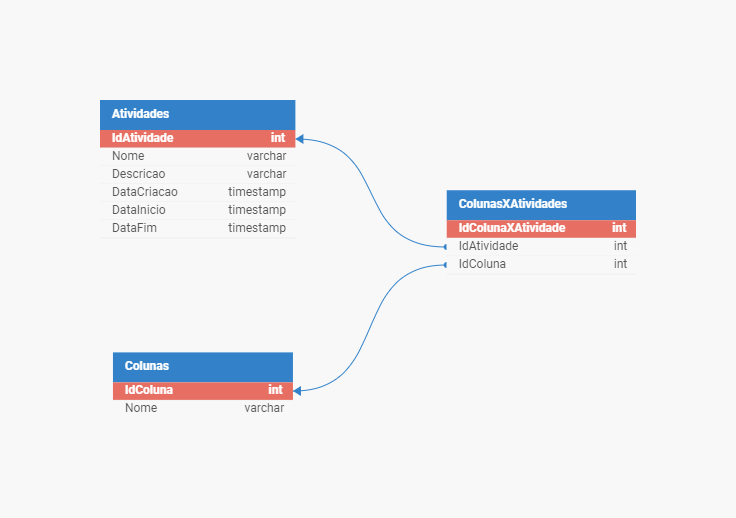 Atividades
IdAtividade int
Nome varchar
Descricao varchar
DataCriacao timestamp
DataInicio timestamp
DataFim timestamp
ColunasXAtividades
IdColunaXAtividade int
IdAtividade int
IdColuna int
Colunas
IdColuna int
Nome varchar